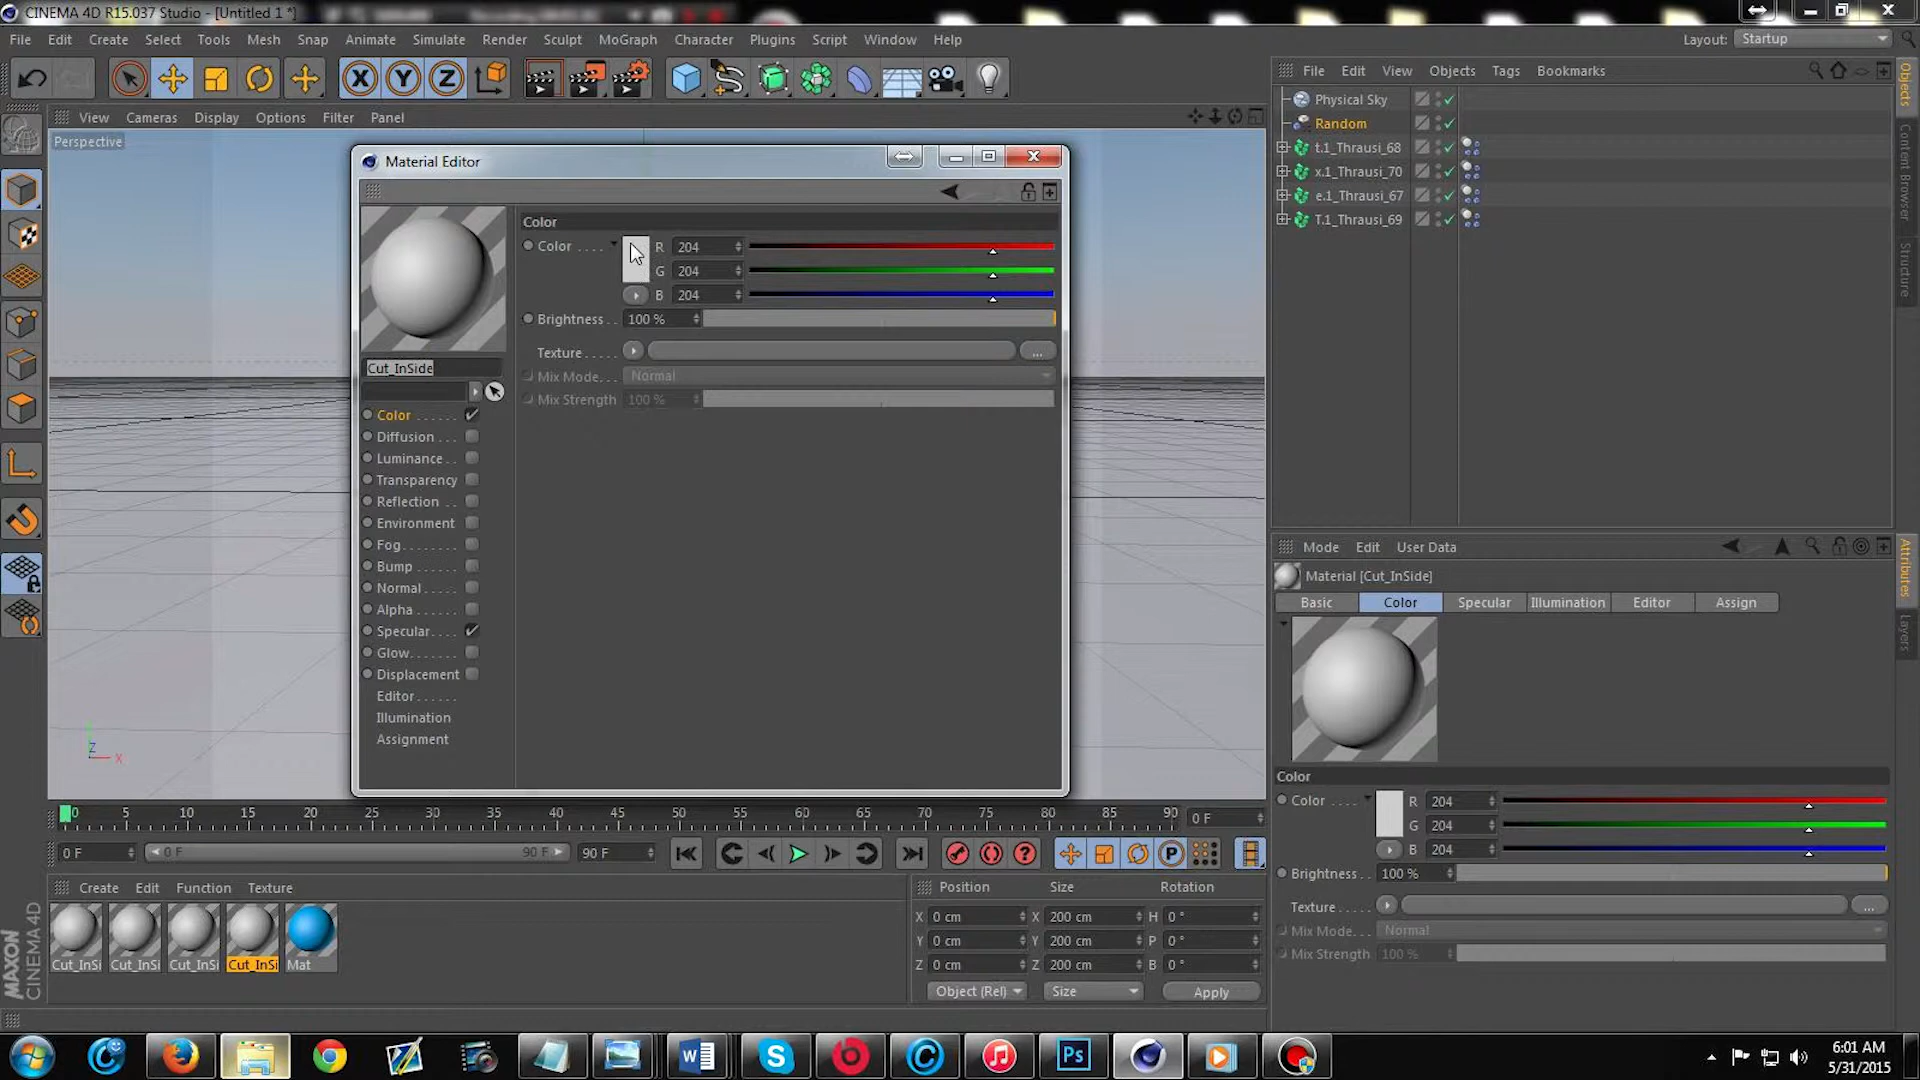 CINEMA 4D R15.037 Studio - [Untitled 1 *]
File Edit Create Select Tools Mesh Snap Animate Simulate Render Sculpt MoGraph Character Plugins Script Window Help
Layout: Startup
X Y Z
File Edit View Objects Tags Bookmarks
View Cameras Display Options Filter Panel
Perspective
Physical Sky
Random
t.1_Thrausi_68
x.1_Thrausi_70
e.1_Thrausi_67
T.1_Thrausi_69
Objects
Content Browser
Structure
Material Editor
Color
Color . . . . R 204
G 204
B 204
Brightness . . 100 %
Texture . . . . . ...
Mix Mode. . . Normal
Mix Strength 100 %
Cut_InSide
Color . . . . . .
Diffusion . . .
Luminance . .
Transparency
Reflection . .
Environment
Fog. . . . . . .
Bump . . . . .
Normal . . . .
Alpha . . . . .
Specular. . . .
Glow. . . . . .
Displacement
Editor . . . . . .
Illumination
Assignment
Z X
Mode Edit User Data
Attributes
Layers
Material [Cut_InSide]
Basic Color Specular Illumination Editor Assign
Color
Color . . . . R 204
G 204
B 204
Brightness . . 100 %
Texture . . . . . ...
Mix Mode. . . Normal
Mix Strength 100 %
0 5 10 15 20 25 30 35 40 45 50 55 60 65 70 75 80 85 90 0 F
0 F 0 F 90 F 90 F
P
Create Edit Function Texture
Cut_InSi Cut_InSi Cut_InSi Cut_InSi Mat
Position Size Rotation
X 0 cm X 200 cm H 0 °
Y 0 cm Y 200 cm P 0 °
Z 0 cm Z 200 cm B 0 °
Object (Rel) Size Apply
MAXON
CINEMA 4D
Ps
6:01 AM
5/31/2015